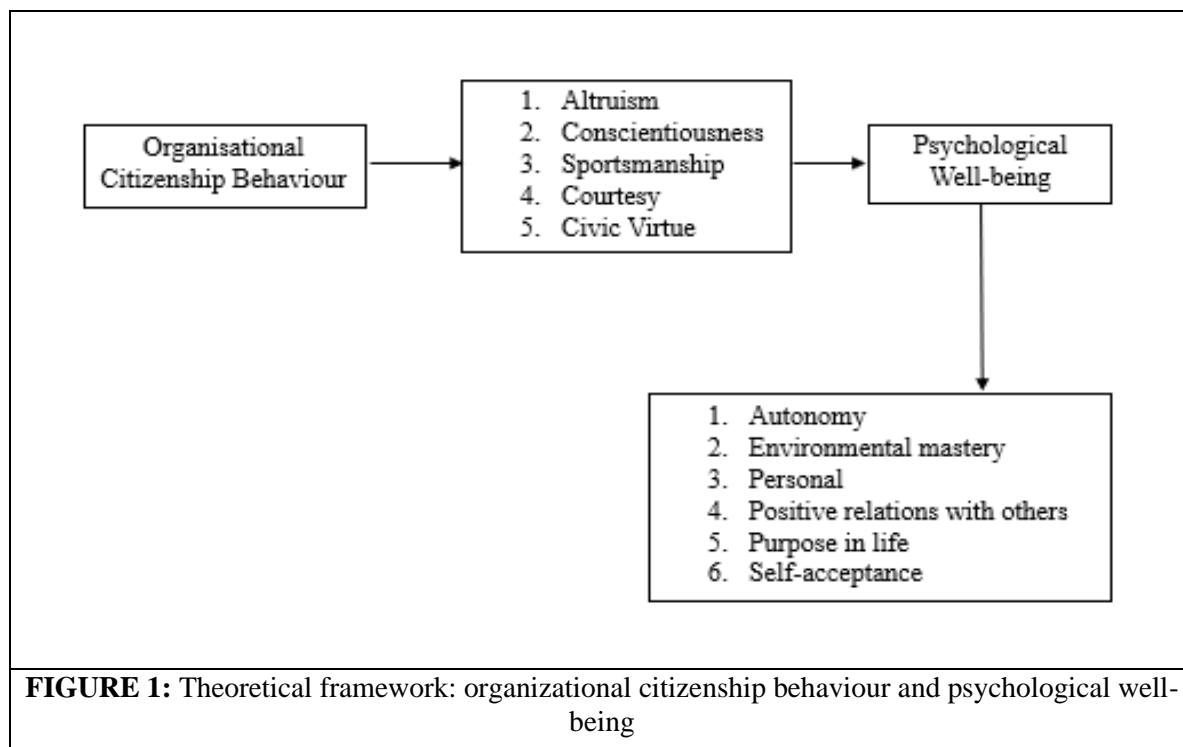 Organisational
Citizenship Behaviour
1. Altruism
2. Conscientiousness
3. Sportsmanship
4. Courtesy
5. Civic Virtue
Psychological
Well-being
1. Autonomy
2. Environmental mastery
3. Personal
4. Positive relations with others
5. Purpose in life
6. Self-acceptance
FIGURE 1: Theoretical framework: organizational citizenship behaviour and psychological well-
being